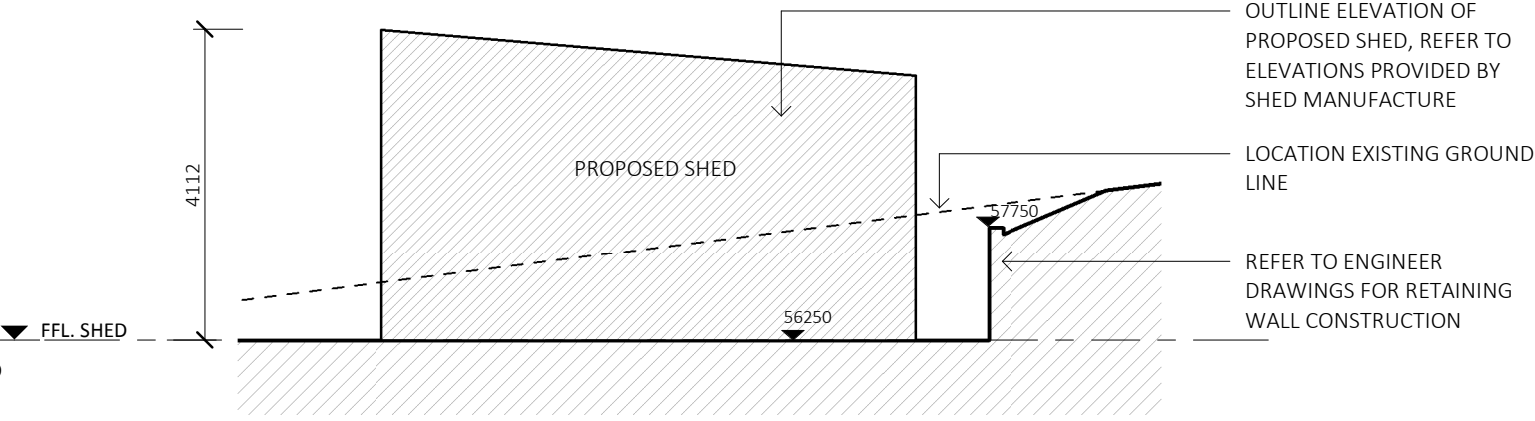 OUTLINE ELEVATION OF
PROPOSED SHED, REFER TO
ELEVATIONS PROVIDED BY
SHED MANUFACTURE
4112
PROPOSED SHED
LOCATION EXISTING GROUND
LINE
57750
REFER TO ENGINEER
DRAWINGS FOR RETAINING
WALL CONSTRUCTION
56250
FFL. SHED